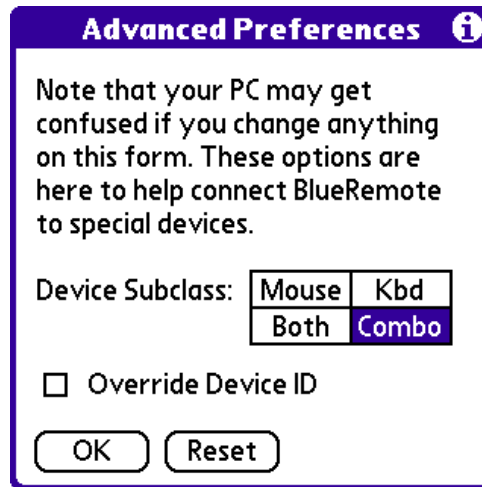 Advanced Preferences
Note that your PC may get
confused if you change anything
on this form. These options are
here to help connect BlueRemote
to special devices.
Device Subclass: Mouse Kbd
Both Combo
Override Device ID
OK Reset